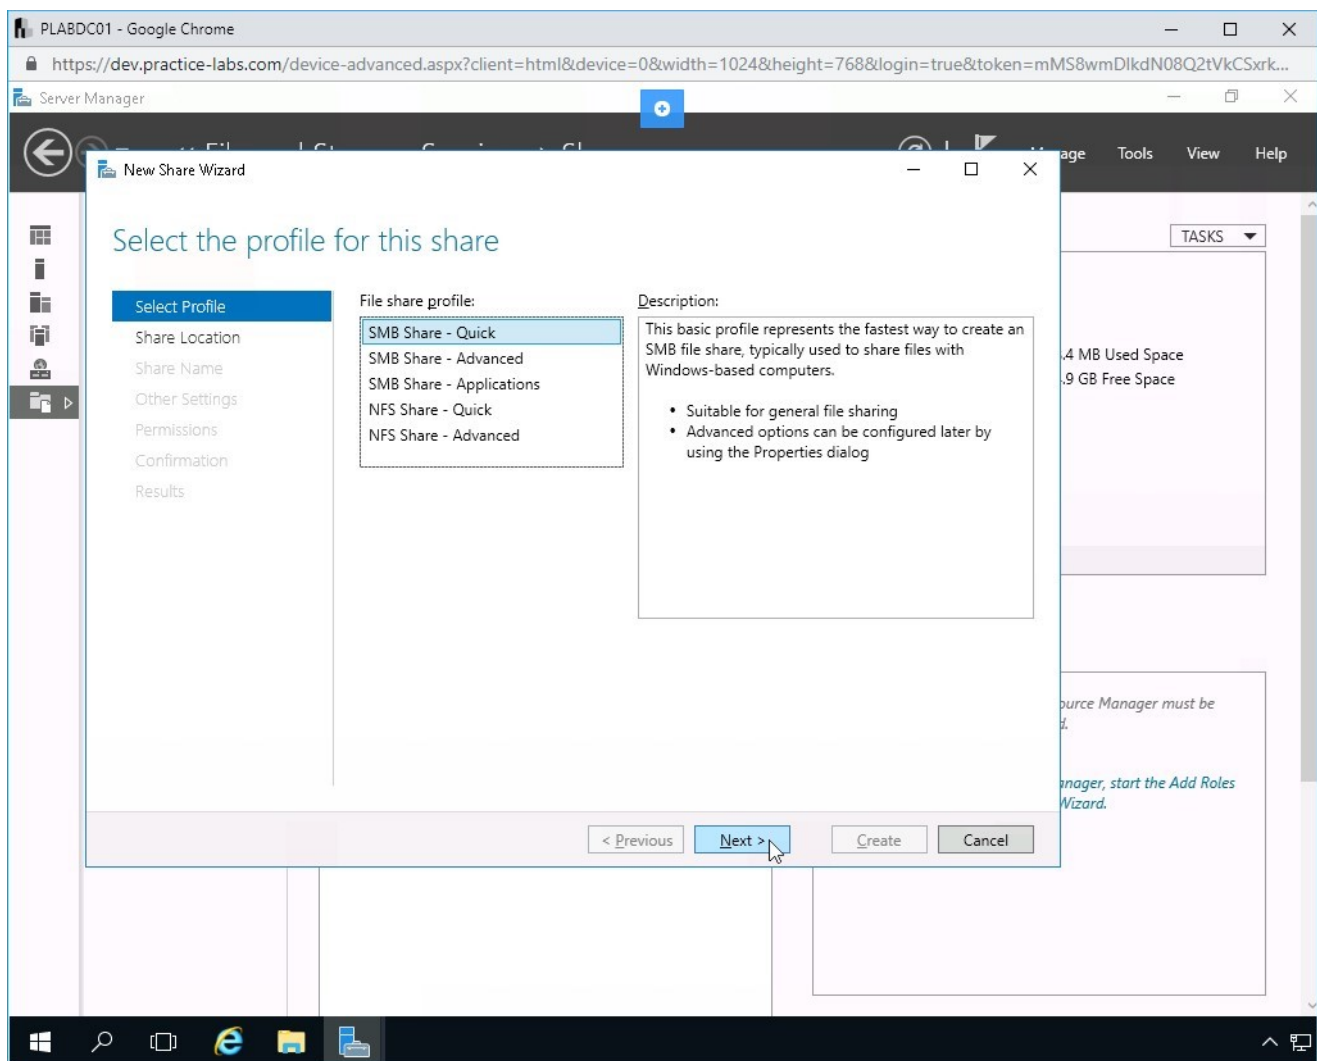 PLABDC01 - Google Chrome
https://dev.practice-labs.com/device-advanced.aspx?client=html&device=0&width=1024&height=768&login=true&token=mMS8wmDlkdN08Q2tVkCSxrk...
Server Manager
Tools View Help
New Share Wizard
Select the profile for this share
TASKS
Select Profile
Share Location
Share Name
Other Settings
Permissions
Confirmation
Results
File share profile:
SMB Share - Quick
SMB Share - Advanced
SMB Share - Applications
NFS Share - Quick
NFS Share - Advanced
Description:
This basic profile represents the fastest way to create an
SMB file share, typically used to share files with
Windows-based computers.
• Suitable for general file sharing
• Advanced options can be configured later by
using the Properties dialog
.4 MB Used Space
.9 GB Free Space
Manager must be
start the Add Roles
Wizard.
< Previous
Next >
Create
Cancel